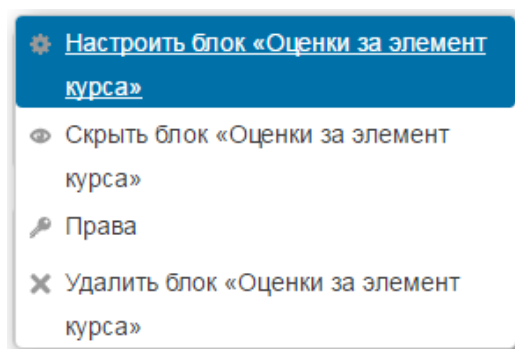 Настроить блок «Оценки за элемент
курса»
Скрыть блок «Оценки за элемент
курса»
Права
Удалить блок «Оценки за элемент
курса»